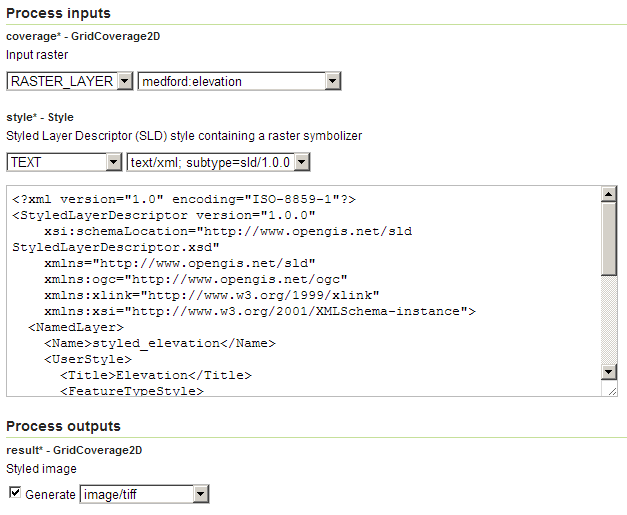 Process inputs
coverage* - GridCoverage2D
Input raster
RASTER_LAYER medford:elevation
style* - Style
Styled Layer Descriptor (SLD) style containing a raster symbolizer
TEXT text/xml; subtype=sld/1.0.0
<?xml version="1.0" encoding="ISO-8859-1"?>
<StyledLayerDescriptor version="1.0.0"
    xsi:schemaLocation="http://www.opengis.net/sld
StyledLayerDescriptor.xsd"
    xmlns="http://www.opengis.net/sld"
    xmlns:ogc="http://www.opengis.net/ogc"
    xmlns:xlink="http://www.w3.org/1999/xlink"
    xmlns:xsi="http://www.w3.org/2001/XMLSchema-instance">
  <NamedLayer>
    <Name>styled_elevation</Name>
    <UserStyle>
      <Title>Elevation</Title>
      <FeatureTypeStyle>
Process outputs
result* - GridCoverage2D
Styled image
Generate image/tiff